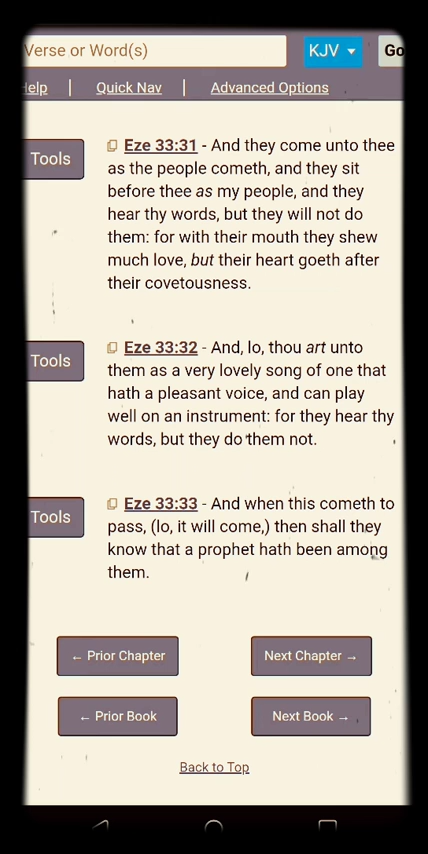 Verse or Word(s)
KJV
Go
Help | Quick Nav | Advanced Options
Tools
Eze 33:31 - And they come unto thee
as the people cometh, and they sit
before thee as my people, and they
hear thy words, but they will not do
them: for with their mouth they shew
much love, but their heart goeth after
their covetousness.
Tools
Eze 33:32 - And, lo, thou art unto
them as a very lovely song of one that
hath a pleasant voice, and can play
well on an instrument: for they hear thy
words, but they do them not.
Tools
Eze 33:33 - And when this cometh to
pass, (lo, it will come,) then shall they
know that a prophet hath been among
them.
← Prior Chapter
Next Chapter →
← Prior Book
Next Book →
Back to Top